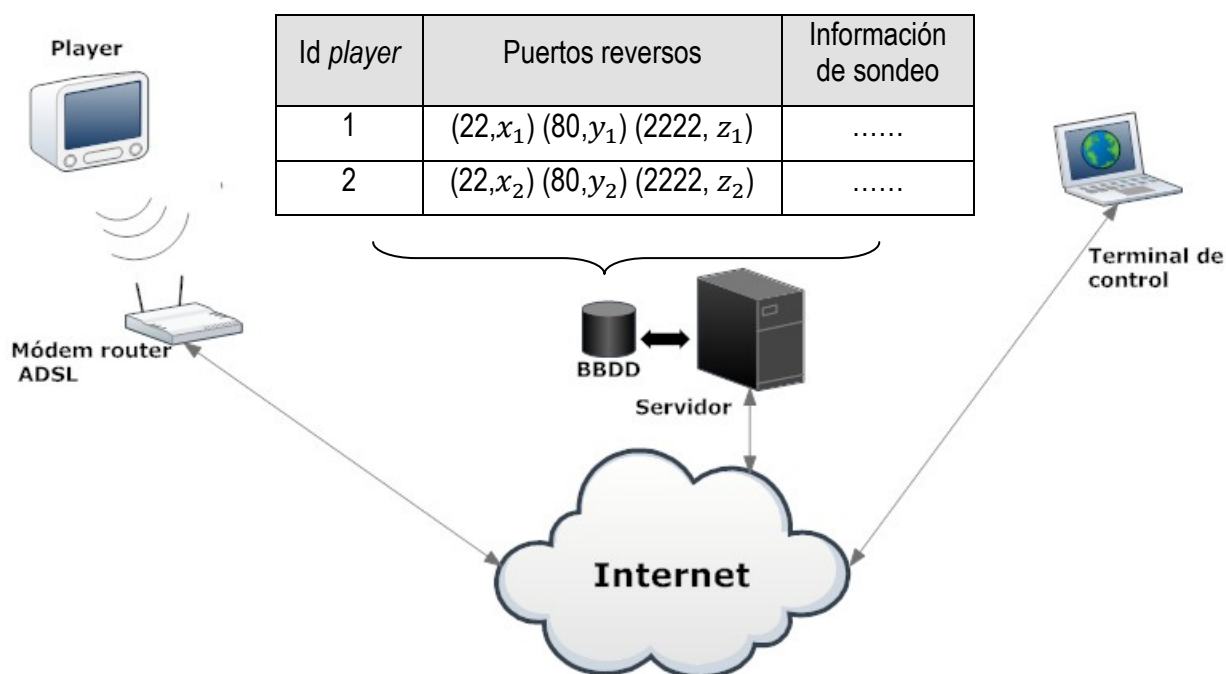 Player
Id player Puertos reversos Información de sondeo
1 (22,x₁) (80,y₁) (2222, z₁) ……
2 (22,x₂) (80,y₂) (2222, z₂) ……
Terminal de
control
Módem router
ADSL
BBDD
Servidor
Internet